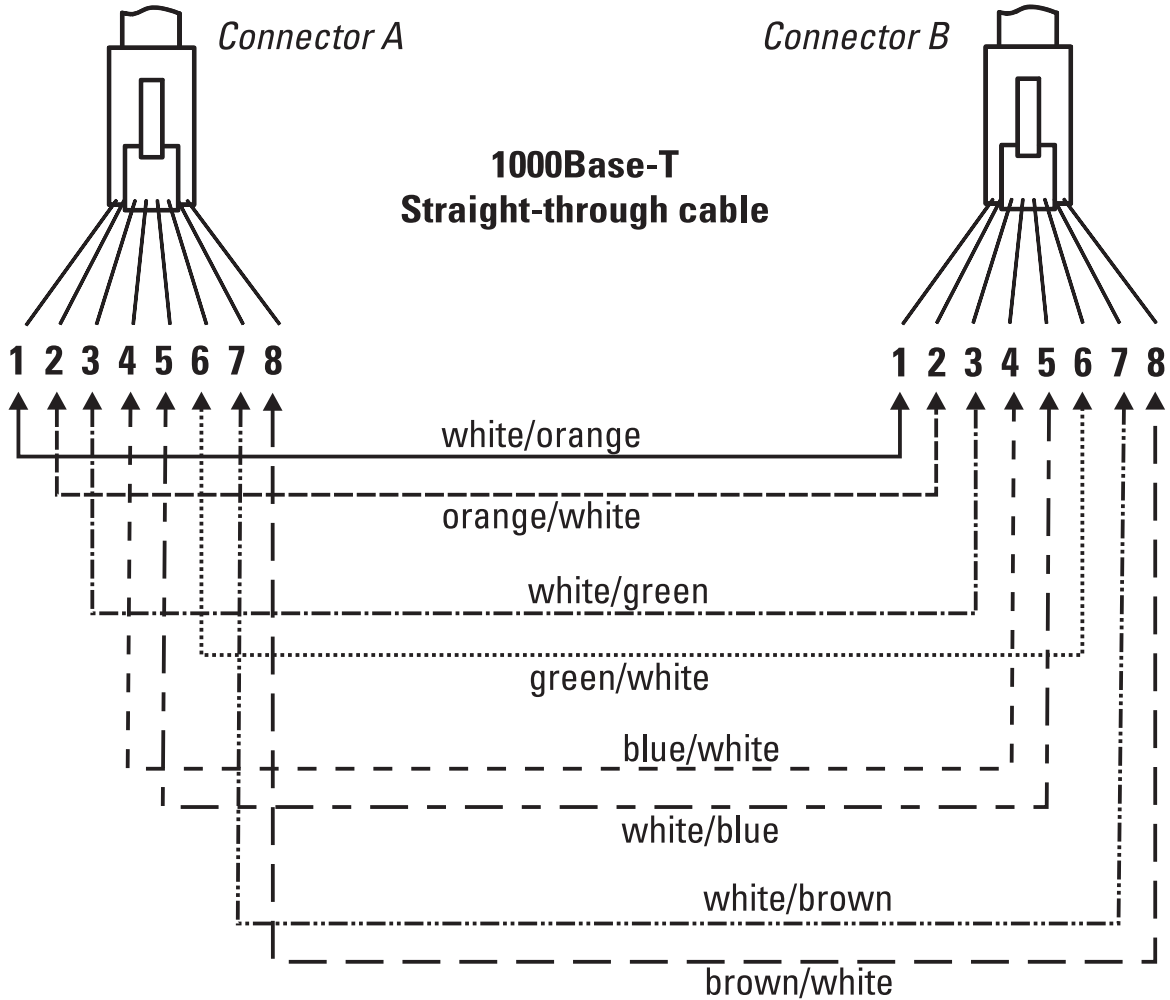 Connector A
Connector B
1000Base-T
Straight-through cable
1 2 3 4 5 6 7 8
1 2 3 4 5 6 7 8
white/orange
orange/white
white/green
green/white
blue/white
white/blue
white/brown
brown/white